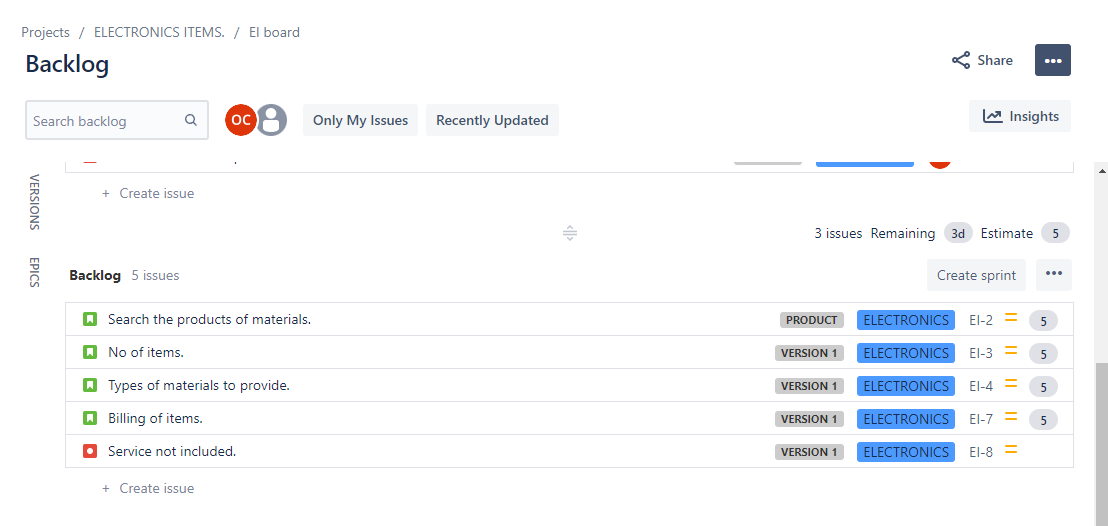 Projects / ELECTRONICS ITEMS. / EI board
Backlog
Share
Search backlog
OC
Only My Issues
Recently Updated
Insights
VERSIONS
EPICS
+ Create issue
3 issues Remaining 3d Estimate 5
Backlog 5 issues
Create sprint
Search the products of materials. PRODUCT ELECTRONICS EI-2 5
No of items. VERSION 1 ELECTRONICS EI-3 5
Types of materials to provide. VERSION 1 ELECTRONICS EI-4 5
Billing of items. VERSION 1 ELECTRONICS EI-7 5
Service not included. VERSION 1 ELECTRONICS EI-8
+ Create issue